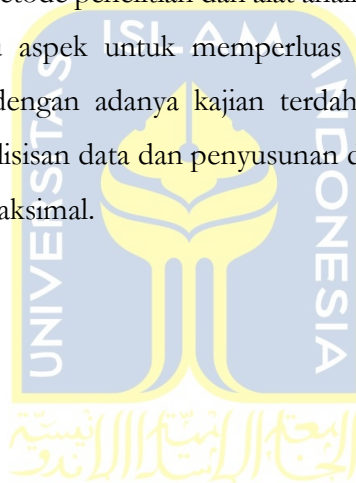 etode penelitian dan alat anali
aspek untuk memperluas
dengan adanya kajian terdah
lisisan data dan penyusunan d
aksimal.
UNIVERSITAS ISLAM INDONESIA